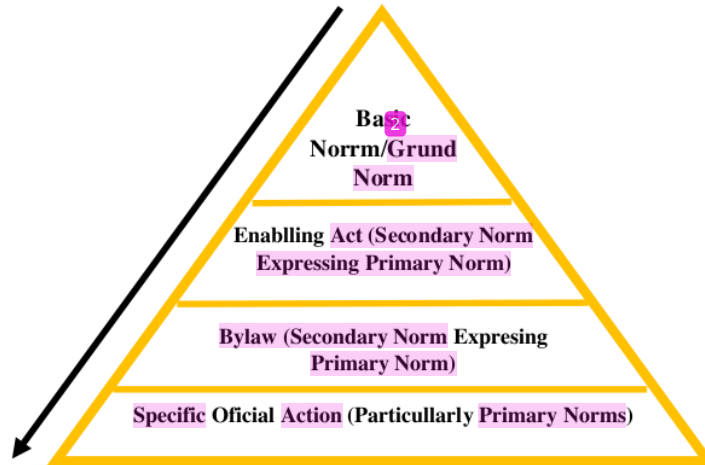 Basic
2
Norrm/Grund
Norm
Enablling Act (Secondary Norm
Expressing Primary Norm)
Bylaw (Secondary Norm Expresing
Primary Norm)
Specific Oficial Action (Particullarly Primary Norms)